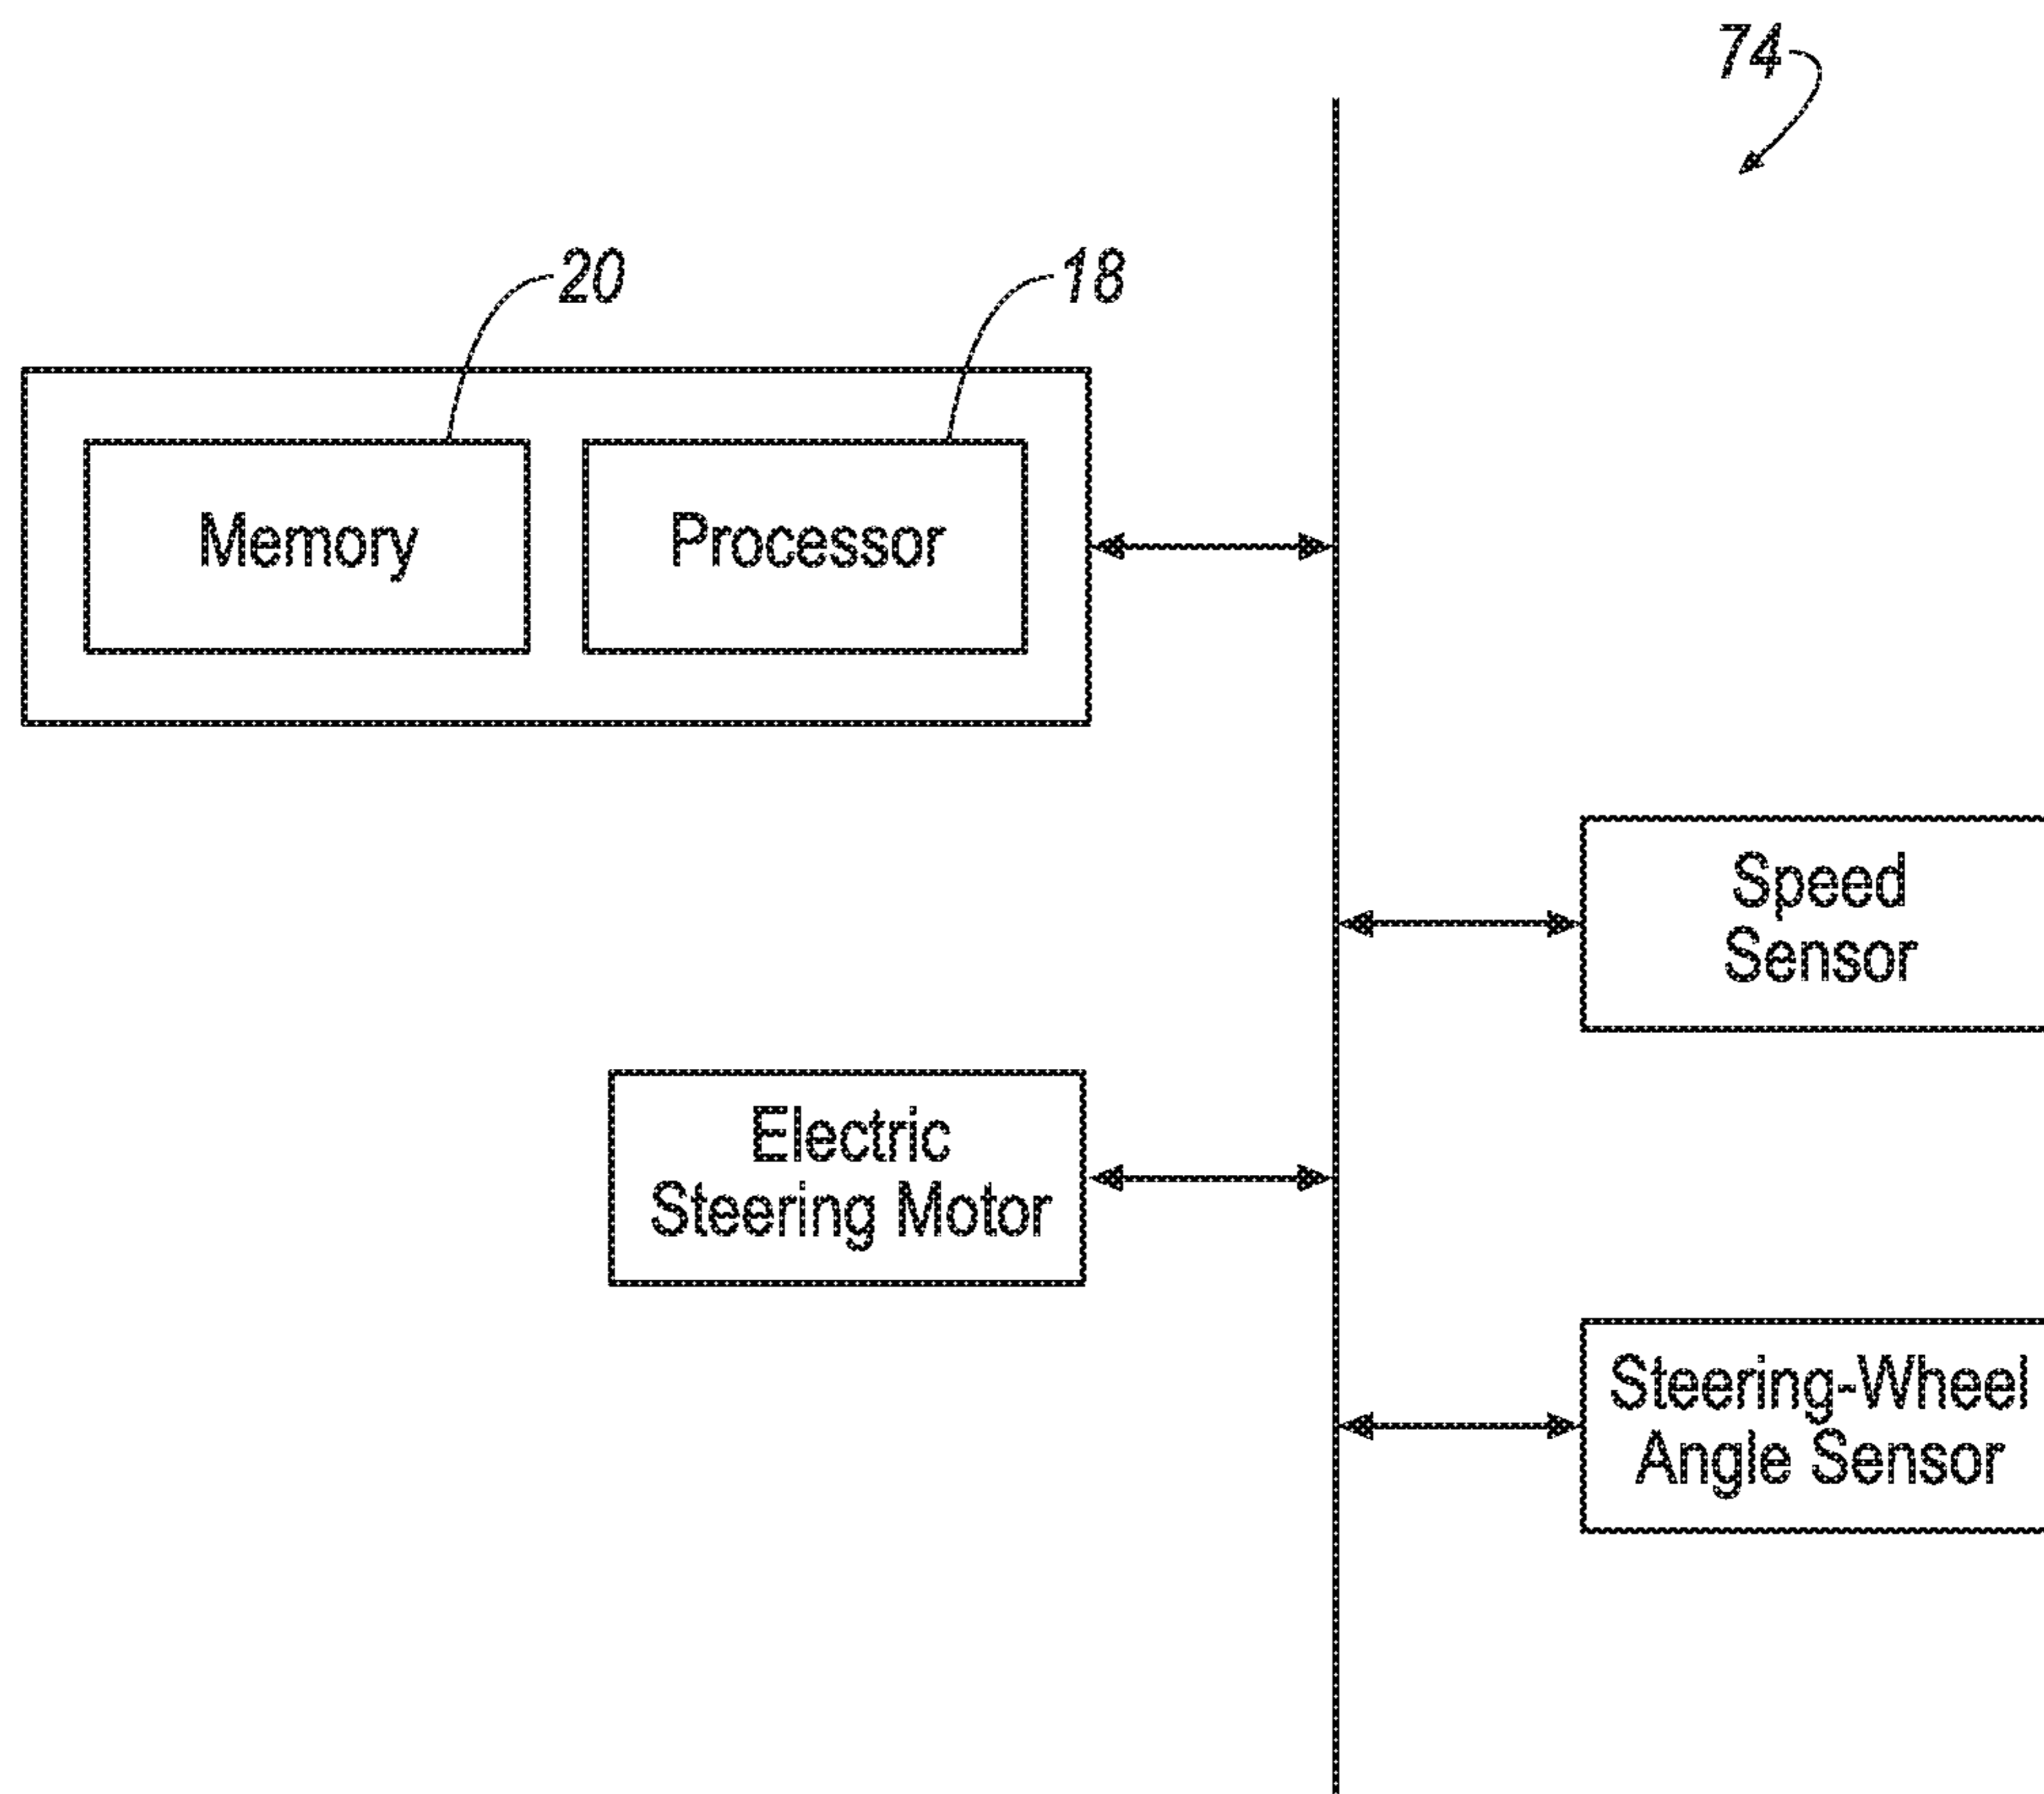 74
20
18
Memory
Processor
Speed
Sensor
Electric
Steering Motor
Steering-Wheel
Angle Sensor